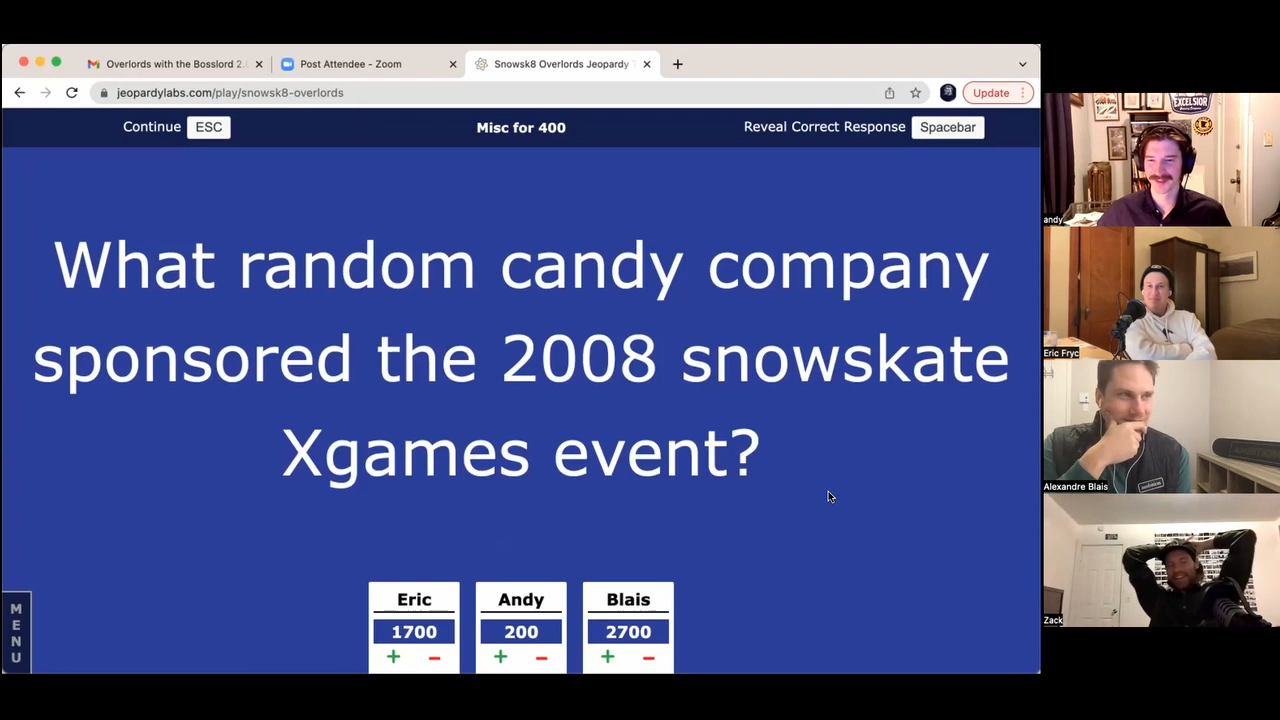 Overlords with the Bosslord 2.
Post Attendee - Zoom
Snowsk8 Overlords Jeopardy T
jeopardylabs.com/play/snowsk8-overlords
Update
Continue ESC
Misc for 400
Reveal Correct Response Spacebar
What random candy company
sponsored the 2008 snowskate
Xgames event?
MENU
Eric
1700
+ −
Andy
200
+ −
Blais
2700
+ −
EXCELSIOR
andy
Eric Fryc
Alexandre Blais
Zack